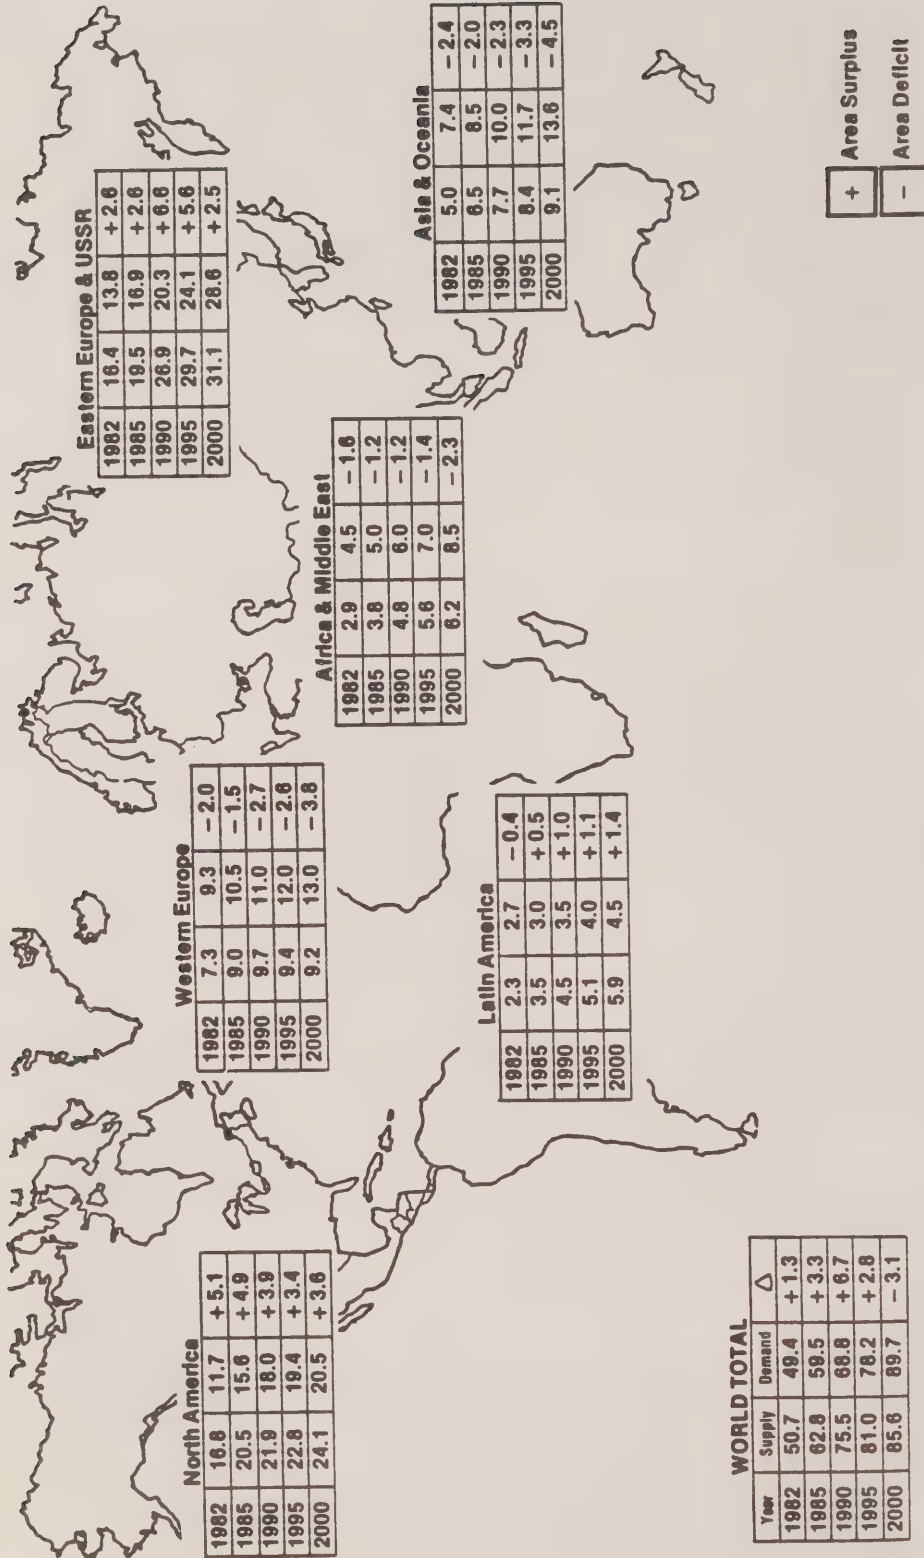 North America
1982 16.8 11.7 + 5.1
1985 20.5 15.6 + 4.9
1990 21.9 18.0 + 3.9
1995 22.8 19.4 + 3.4
2000 24.1 20.5 + 3.6
Western Europe
1982 7.3 9.3 − 2.0
1985 9.0 10.5 − 1.5
1990 9.7 11.0 − 2.7
1995 9.4 12.0 − 2.6
2000 9.2 13.0 − 3.8
Eastern Europe & USSR
1982 16.4 13.8 + 2.6
1985 19.5 16.9 + 2.6
1990 26.9 20.3 + 6.6
1995 29.7 24.1 + 5.6
2000 31.1 28.6 + 2.5
Africa & Middle East
1982 2.9 4.5 − 1.6
1985 3.8 5.0 − 1.2
1990 4.8 6.0 − 1.2
1995 5.6 7.0 − 1.4
2000 6.2 8.5 − 2.3
Asia & Oceania
1982 5.0 7.4 − 2.4
1985 6.5 8.5 − 2.0
1990 7.7 10.0 − 2.3
1995 8.4 11.7 − 3.3
2000 9.1 13.6 − 4.5
Latin America
1982 2.3 2.7 − 0.4
1985 3.5 3.0 + 0.5
1990 4.5 3.5 + 1.0
1995 5.1 4.0 + 1.1
2000 5.9 4.5 + 1.4
WORLD TOTAL
Year Supply Demand △
1982 50.7 49.4 + 1.3
1985 62.8 59.5 + 3.3
1990 75.5 68.8 + 6.7
1995 81.0 78.2 + 2.8
2000 85.6 89.7 − 3.1
+ Area Surplus
− Area Deficit